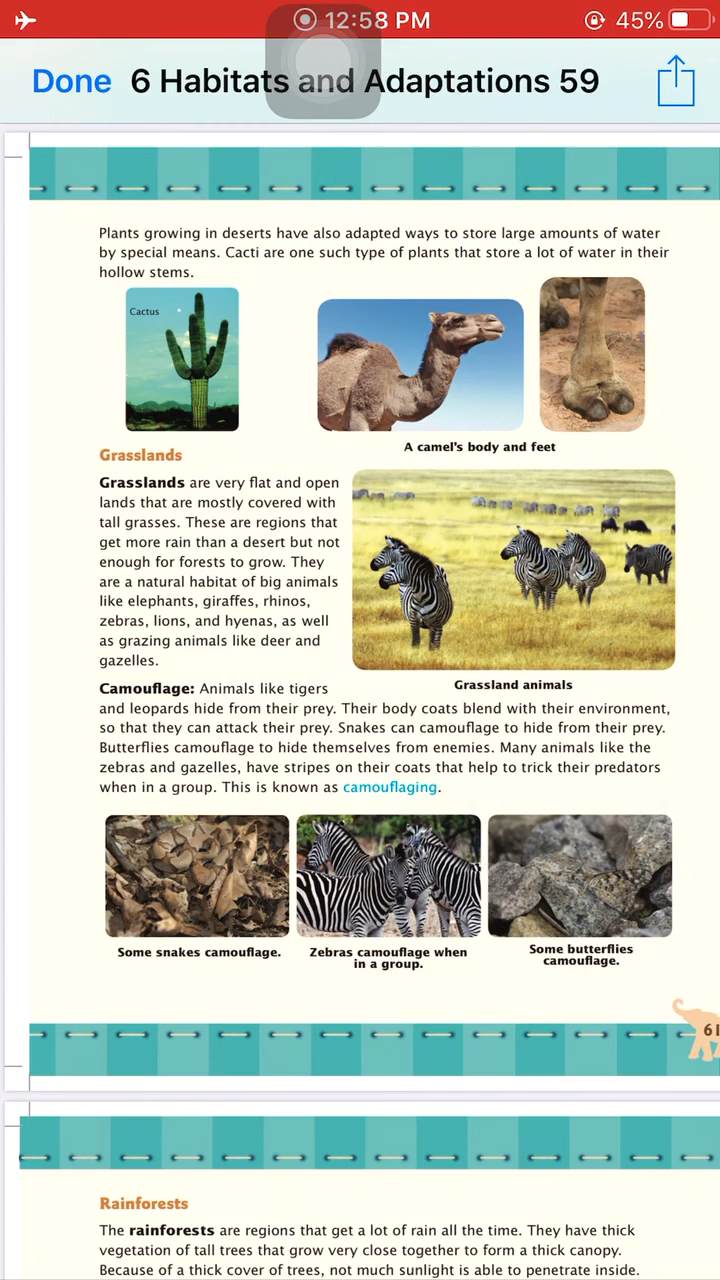 12:58 PM
45%
Done 6 Habitats and Adaptations 59
Plants growing in deserts have also adapted ways to store large amounts of water
by special means. Cacti are one such type of plants that store a lot of water in their
hollow stems.
Cactus
A camel's body and feet
Grasslands
Grasslands are very flat and open
lands that are mostly covered with
tall grasses. These are regions that
get more rain than a desert but not
enough for forests to grow. They
are a natural habitat of big animals
like elephants, giraffes, rhinos,
zebras, lions, and hyenas, as well
as grazing animals like deer and
gazelles.
Grassland animals
Camouflage: Animals like tigers
and leopards hide from their prey. Their body coats blend with their environment,
so that they can attack their prey. Snakes can camouflage to hide from their prey.
Butterflies camouflage to hide themselves from enemies. Many animals like the
zebras and gazelles, have stripes on their coats that help to trick their predators
when in a group. This is known as camouflaging.
Some snakes camouflage.
Zebras camouflage when
in a group.
Some butterflies
camouflage.
61
Rainforests
The rainforests are regions that get a lot of rain all the time. They have thick
vegetation of tall trees that grow very close together to form a thick canopy.
Because of a thick cover of trees, not much sunlight is able to penetrate inside.